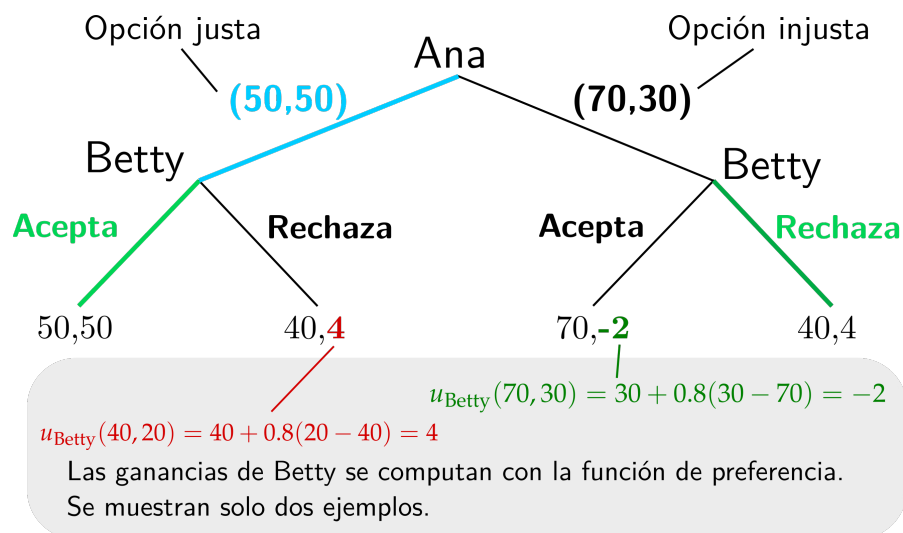 Opción justa
Opción injusta
Ana
(50,50)
(70,30)
Betty
Betty
Acepta
Rechaza
Acepta
Rechaza
50,50
40,4
70,-2
40,4
u_Betty(70, 30) = 30 + 0.8(30 − 70) = −2
u_Betty(40, 20) = 40 + 0.8(20 − 40) = 4
Las ganancias de Betty se computan con la función de preferencia.
Se muestran solo dos ejemplos.